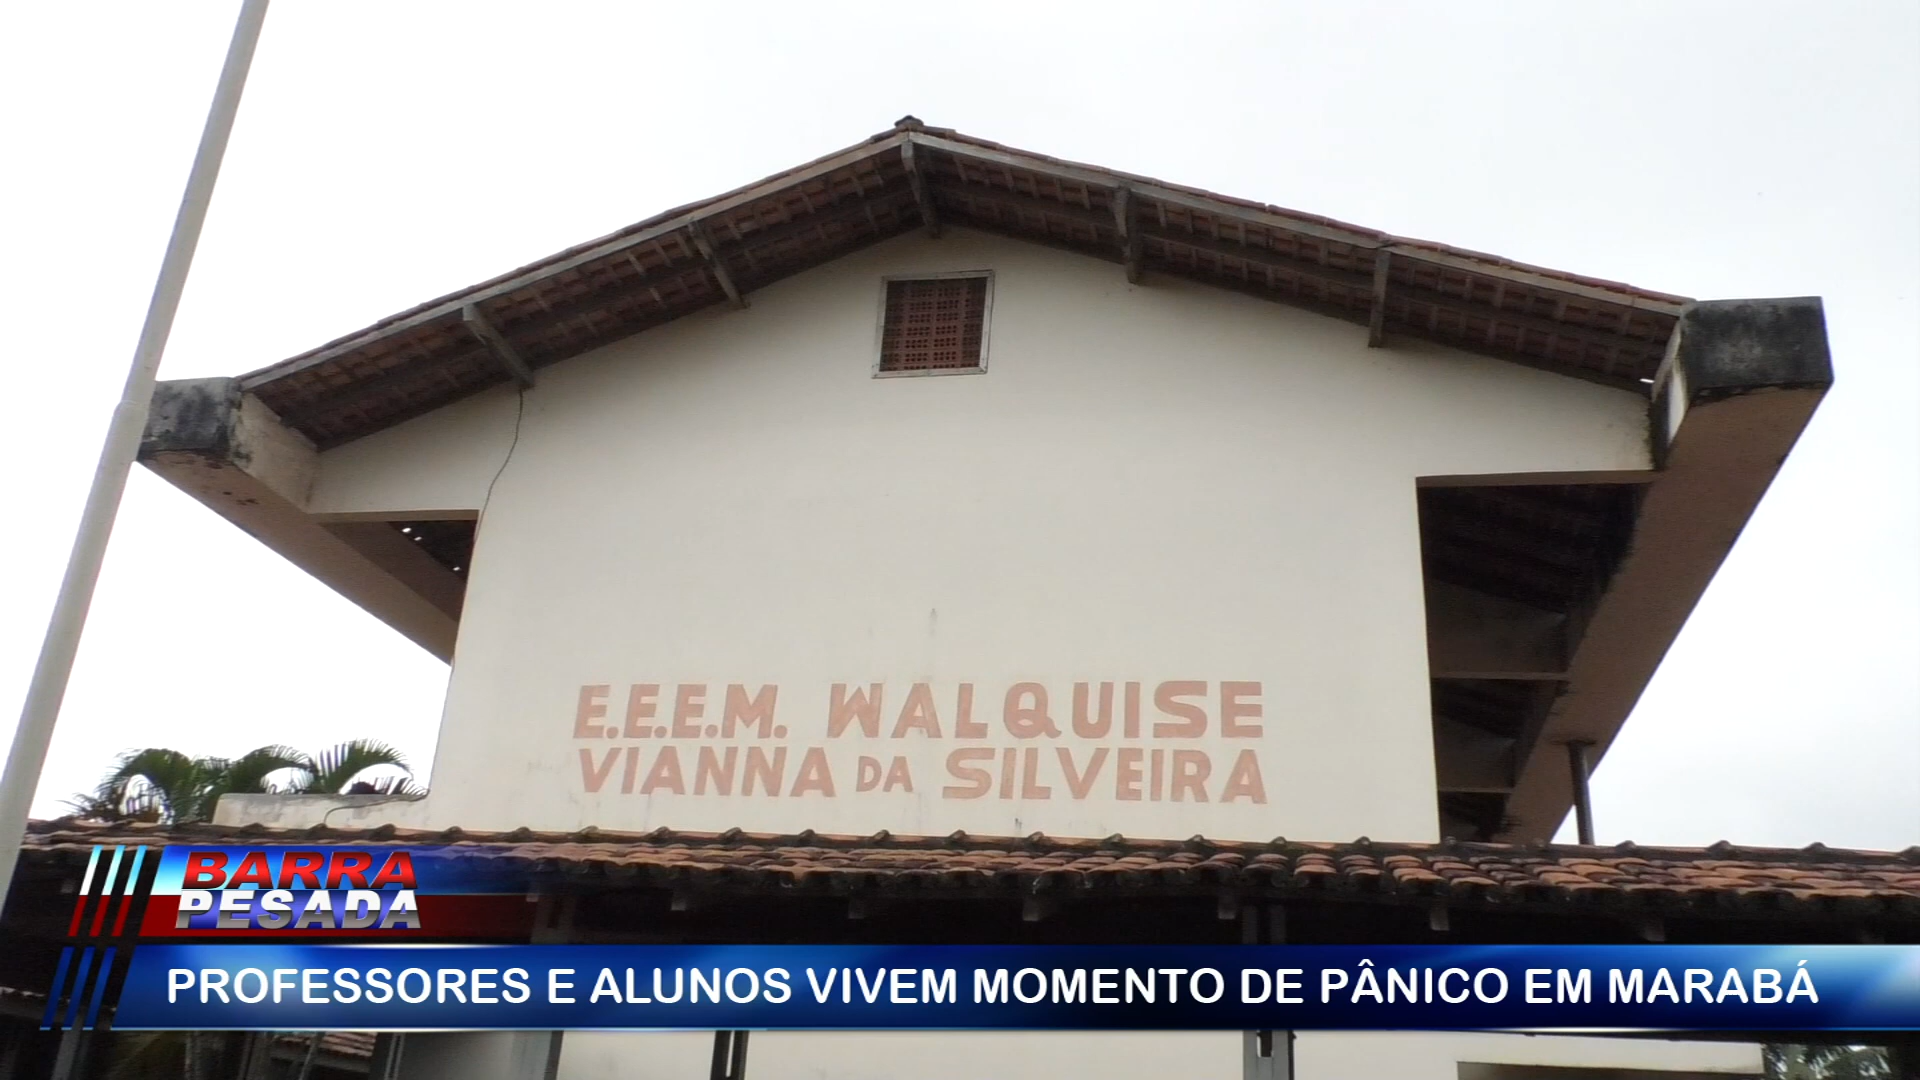 E.E.E.M. WALQUISE
VIANNA DA SILVEIRA
BARRA
PESADA
PROFESSORES E ALUNOS VIVEM MOMENTO DE PÂNICO EM MARABÁ